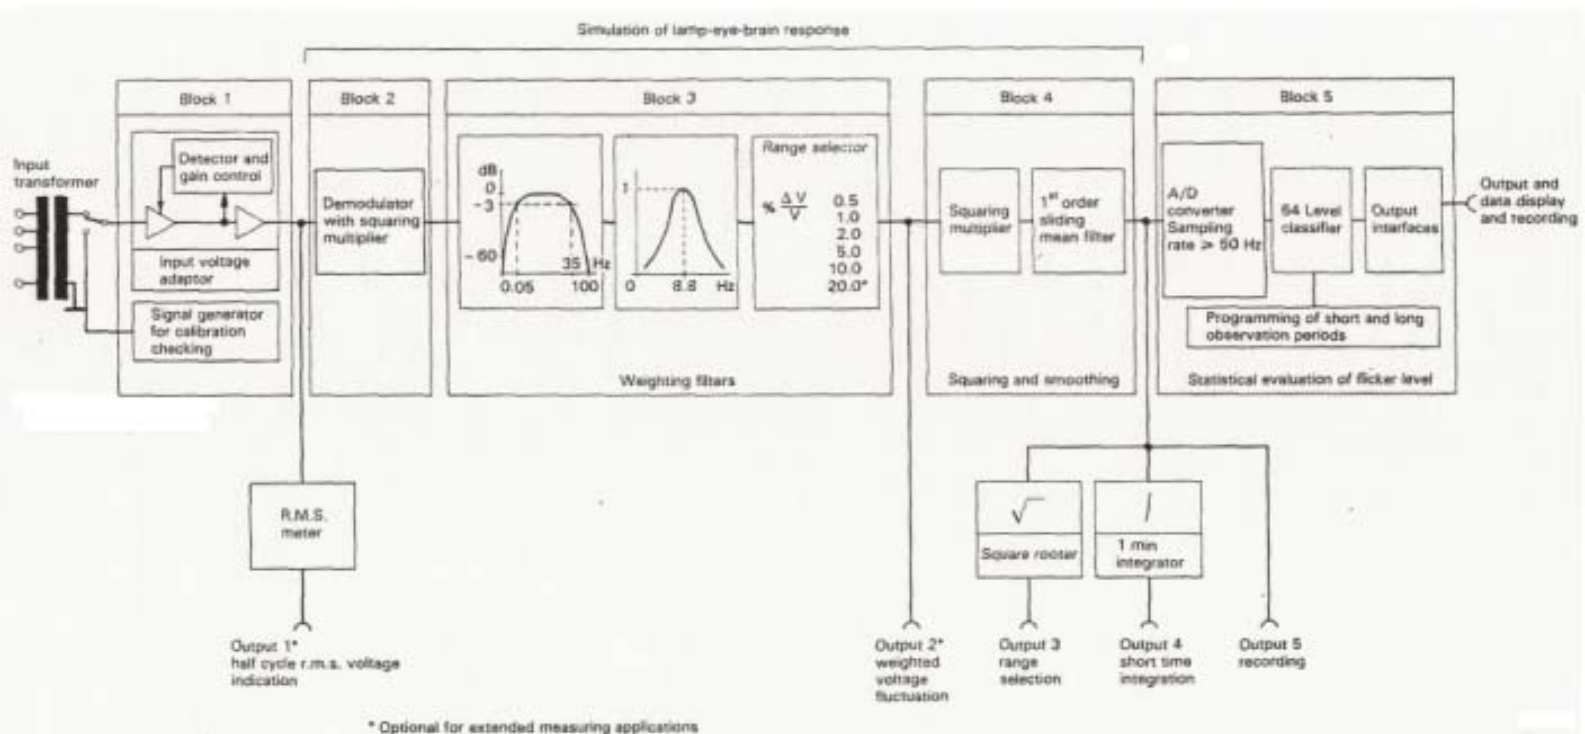 Simulation of lamp-eye-brain response
Block 1
Block 2
Block 3
Block 4
Block 5
Input
transformer
Detector and
gain control
Input voltage
adaptor
Signal generator
for calibration
checking
Demodulator
with squaring
multiplier
dB
0
-3
-60
0.05
35
Hz
100
1
0
8.8
Hz
Range selector
% ΔV
V
0.5
1.0
2.0
5.0
10.0
20.0*
Weighting filters
Squaring
multiplier
1st order
sliding
mean filter
Squaring and smoothing
A/D
converter
Sampling
rate ≥ 50 Hz
64 Level
classifier
Output
interfaces
Programming of short and long
observation periods
Statistical evaluation of flicker level
Output and
data display
and recording
R.M.S.
meter
√
Square rooter
∫
1 min
integrator
Output 1*
half cycle r.m.s. voltage
indication
Output 2*
weighted
voltage
fluctuation
Output 3
range
selection
Output 4
short time
integration
Output 5
recording
* Optional for extended measuring applications